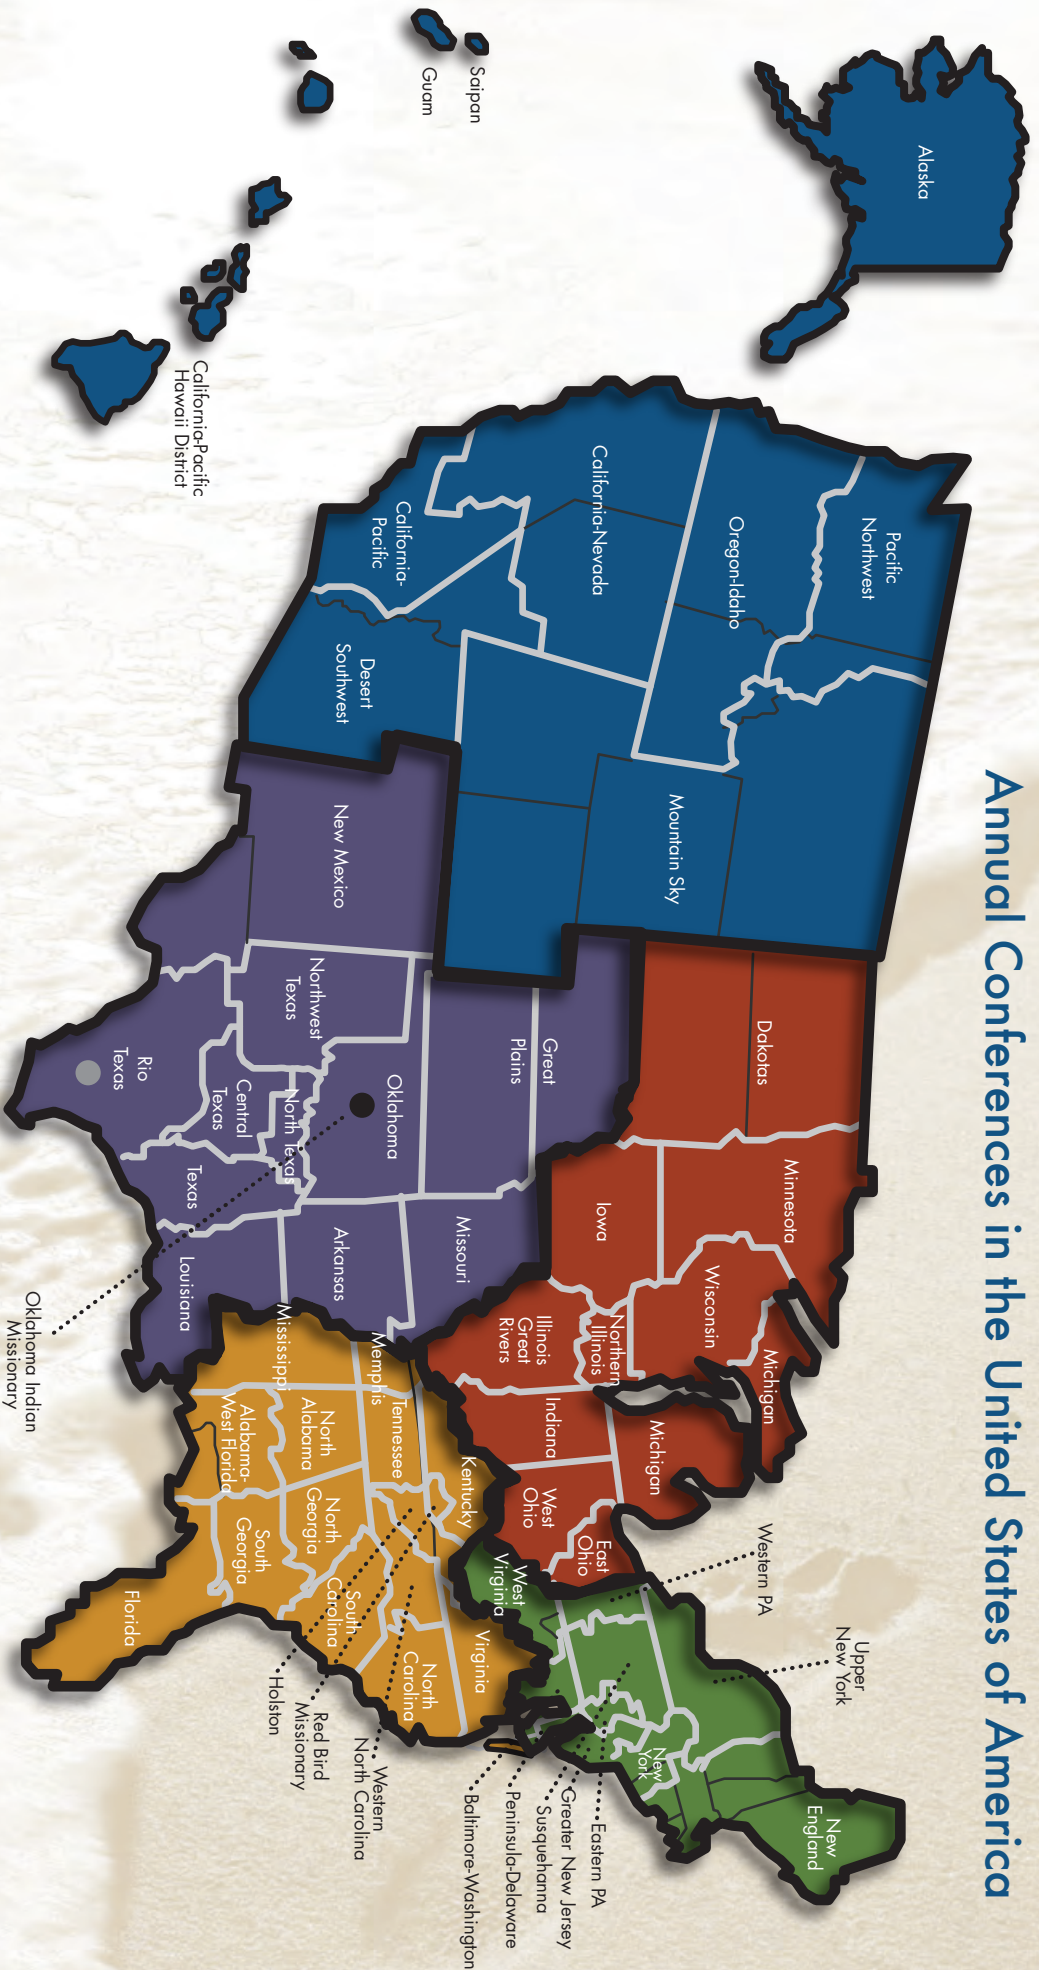 Annual Conferences in the United States of America
Alaska
Saipan
Guam
California-Pacific
Hawaii District
Pacific
Northwest
Oregon-Idaho
California-Nevada
California-
Pacific
Desert
Southwest
Mountain Sky
New Mexico
Northwest
Texas
Rio
Texas
Central
Texas
North Texas
Texas
Oklahoma
Great
Plains
Missouri
Arkansas
Louisiana
Oklahoma Indian
Missionary
Dakotas
Minnesota
Iowa
Wisconsin
Northern
Illinois
Illinois
Great
Rivers
Michigan
Michigan
Indiana
West
Ohio
East
Ohio
Mississippi
Memphis
Tennessee
Kentucky
North
Alabama
Alabama-
West Florida
North
Georgia
South
Georgia
Florida
South
Carolina
North
Carolina
Virginia
Holston
Red Bird
Missionary
Western
North Carolina
West
Virginia
Western PA
Upper
New York
New
York
New
England
Eastern PA
Greater New Jersey
Susquehanna
Peninsula-Delaware
Baltimore-Washington